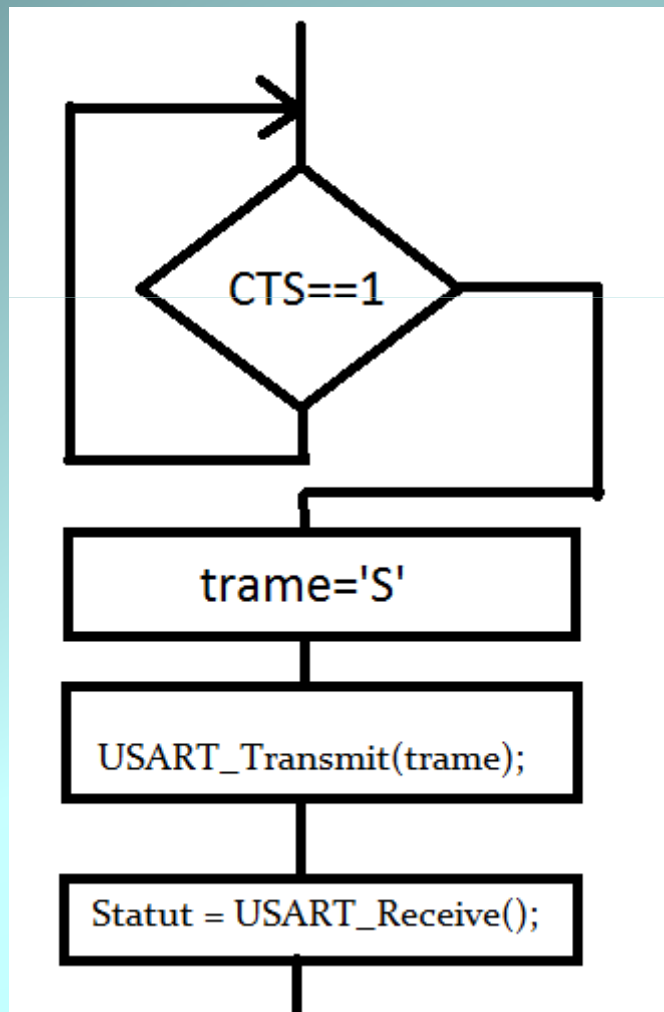 CTS==1
trame='S'
USART_Transmit(trame);
Statut = USART_Receive();